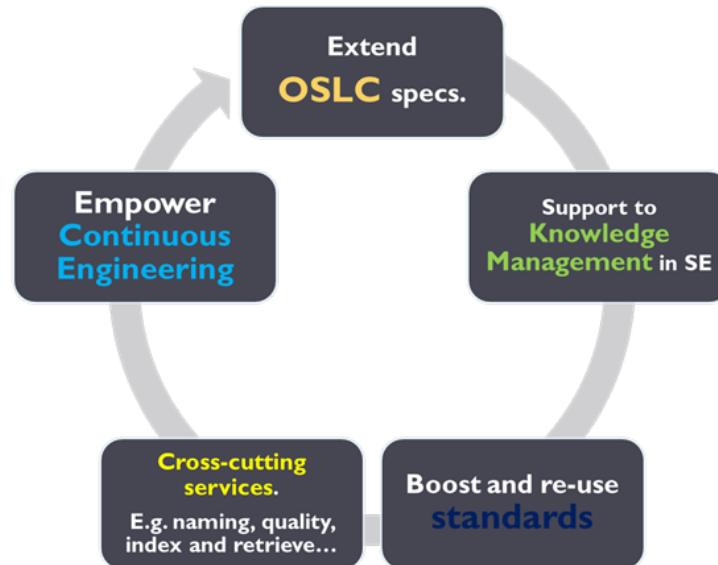 Extend
OSLC specs.
Support to
Knowledge
Management in SE
Boost and re-use
standards
Cross-cutting
services.
E.g. naming, quality,
index and retrieve…
Empower
Continuous
Engineering